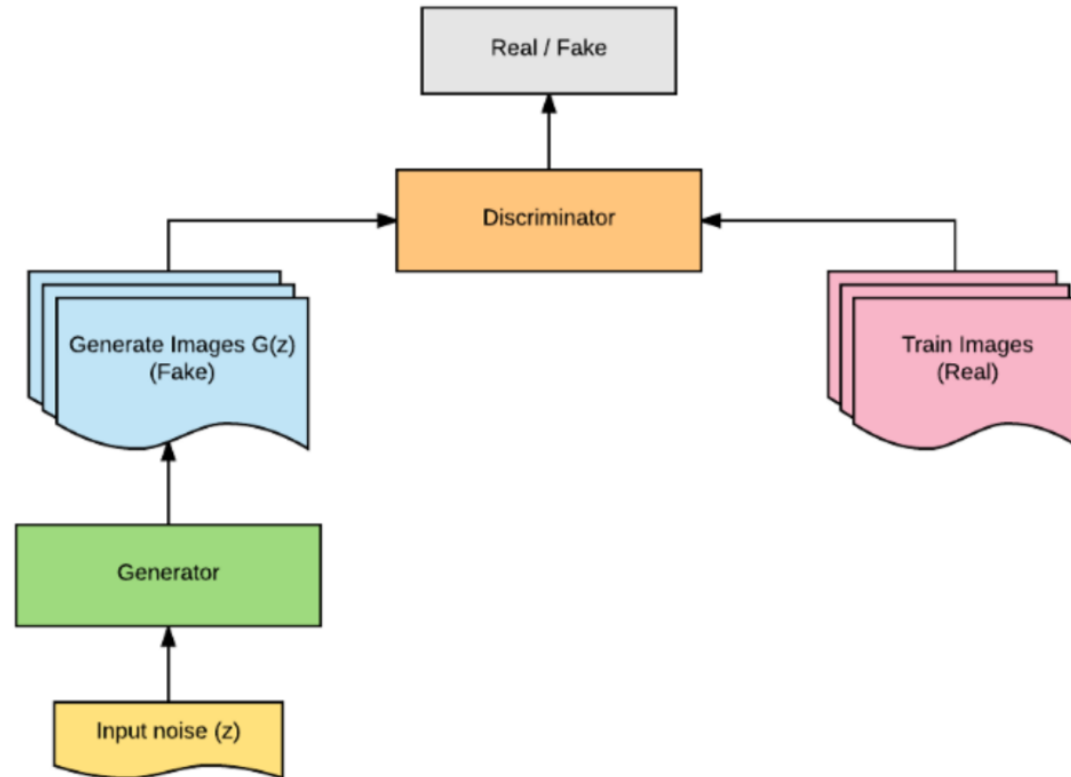 Real / Fake
Discriminator
Generate Images G(z)
(Fake)
Train Images
(Real)
Generator
Input noise (z)